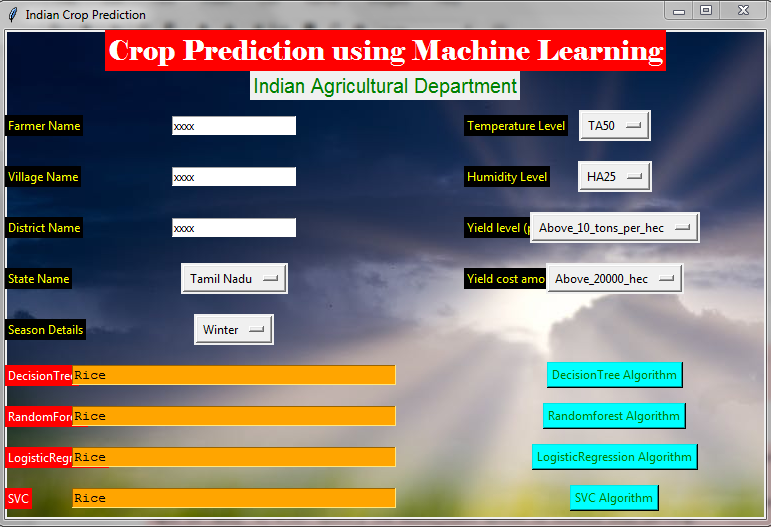 Indian Crop Prediction
Crop Prediction using Machine Learning
Indian Agricultural Department
Farmer Name xxxx Temperature Level TA50
Village Name xxxx Humidity Level HA25
District Name xxxx Yield level ( Above_10_tons_per_hec
State Name Tamil Nadu Yield cost amo Above_20000_hec
Season Details Winter
DecisionTre Rice DecisionTree Algorithm
RandomFor Rice Randomforest Algorithm
LogisticRegr Rice LogisticRegression Algorithm
SVC Rice SVC Algorithm